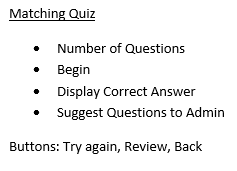 Matching Quiz
• Number of Questions
• Begin
• Display Correct Answer
• Suggest Questions to Admin
Buttons: Try again, Review, Back